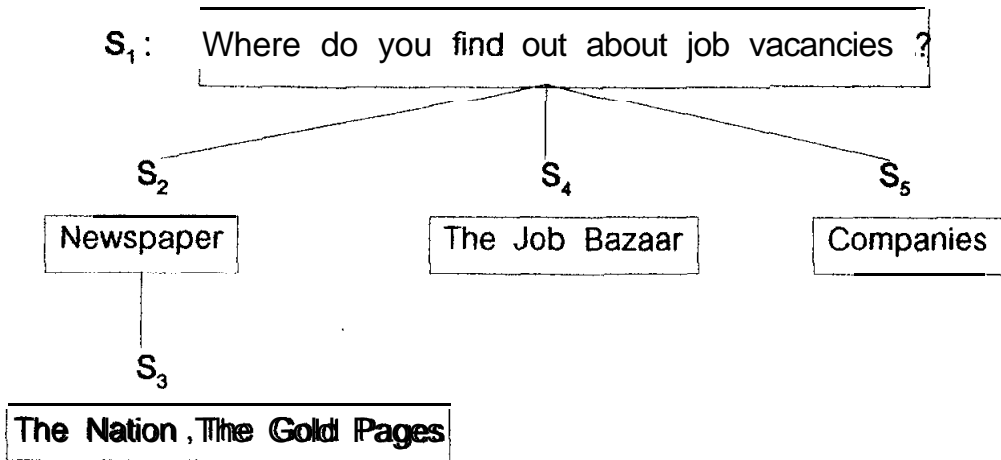 S₁: Where do you find out about job vacancies ?
S₂ S₄ S₅
Newspaper The Job Bazaar Companies
S₃
The Nation , The Gold Pages